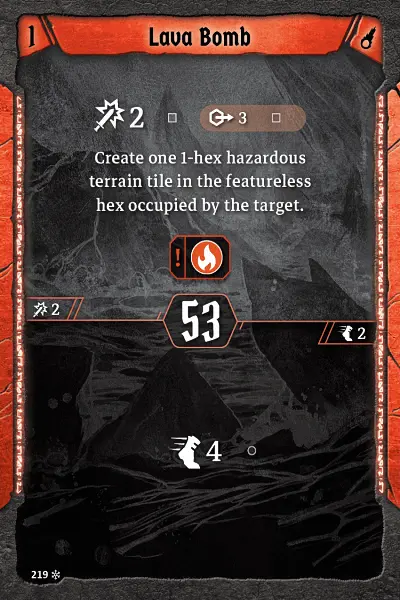 1
Lava Bomb
2
3
Create one 1-hex hazardous
terrain tile in the featureless
hex occupied by the target.
!
2
53
2
4
219